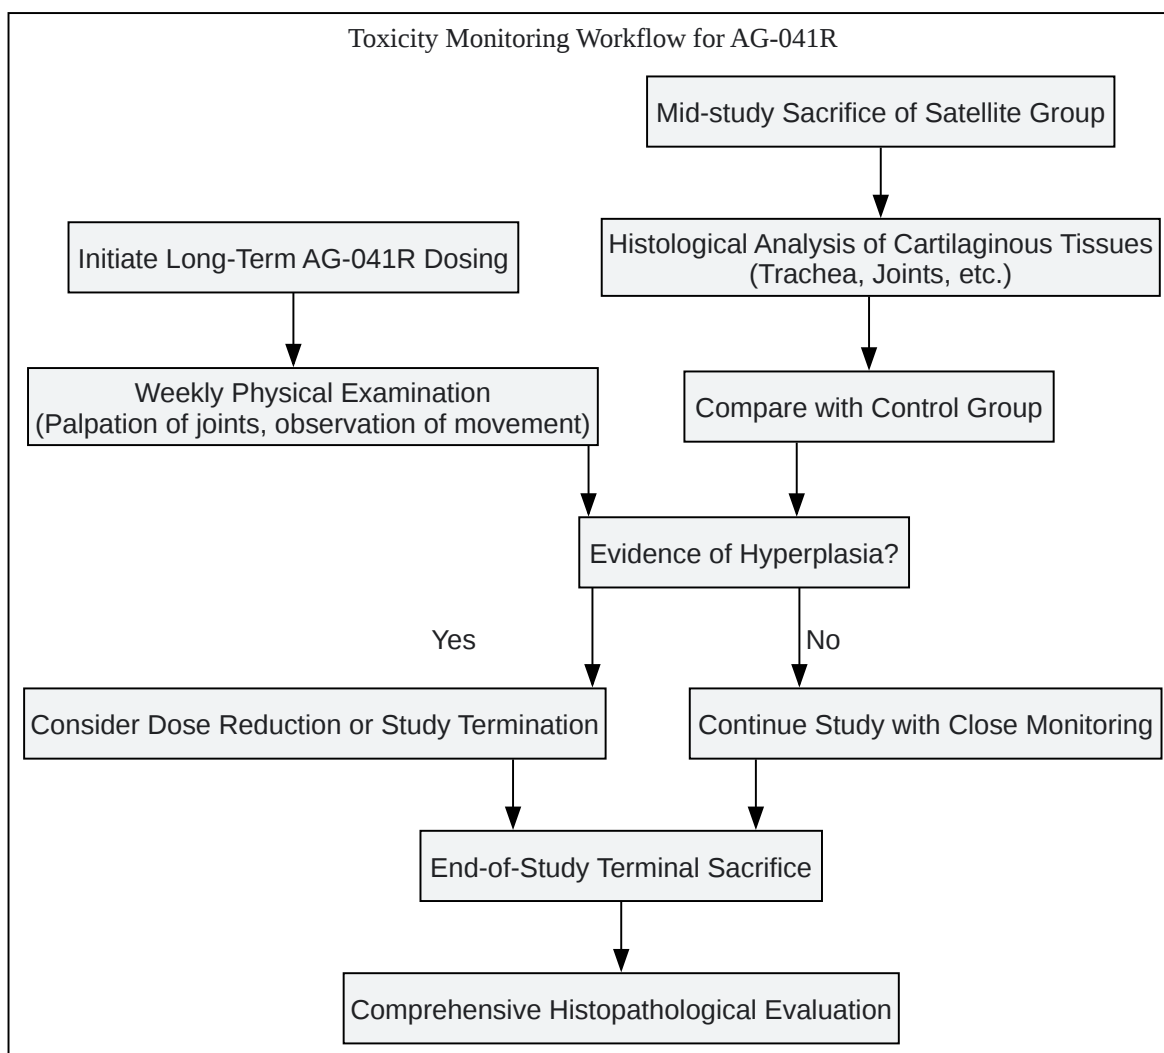 Toxicity Monitoring Workflow for AG-041R
Mid-study Sacrifice of Satellite Group
Initiate Long-Term AG-041R Dosing
Histological Analysis of Cartilaginous Tissues
(Trachea, Joints, etc.)
Weekly Physical Examination
(Palpation of joints, observation of movement)
Compare with Control Group
Evidence of Hyperplasia?
Yes
No
Consider Dose Reduction or Study Termination
Continue Study with Close Monitoring
End-of-Study Terminal Sacrifice
Comprehensive Histopathological Evaluation